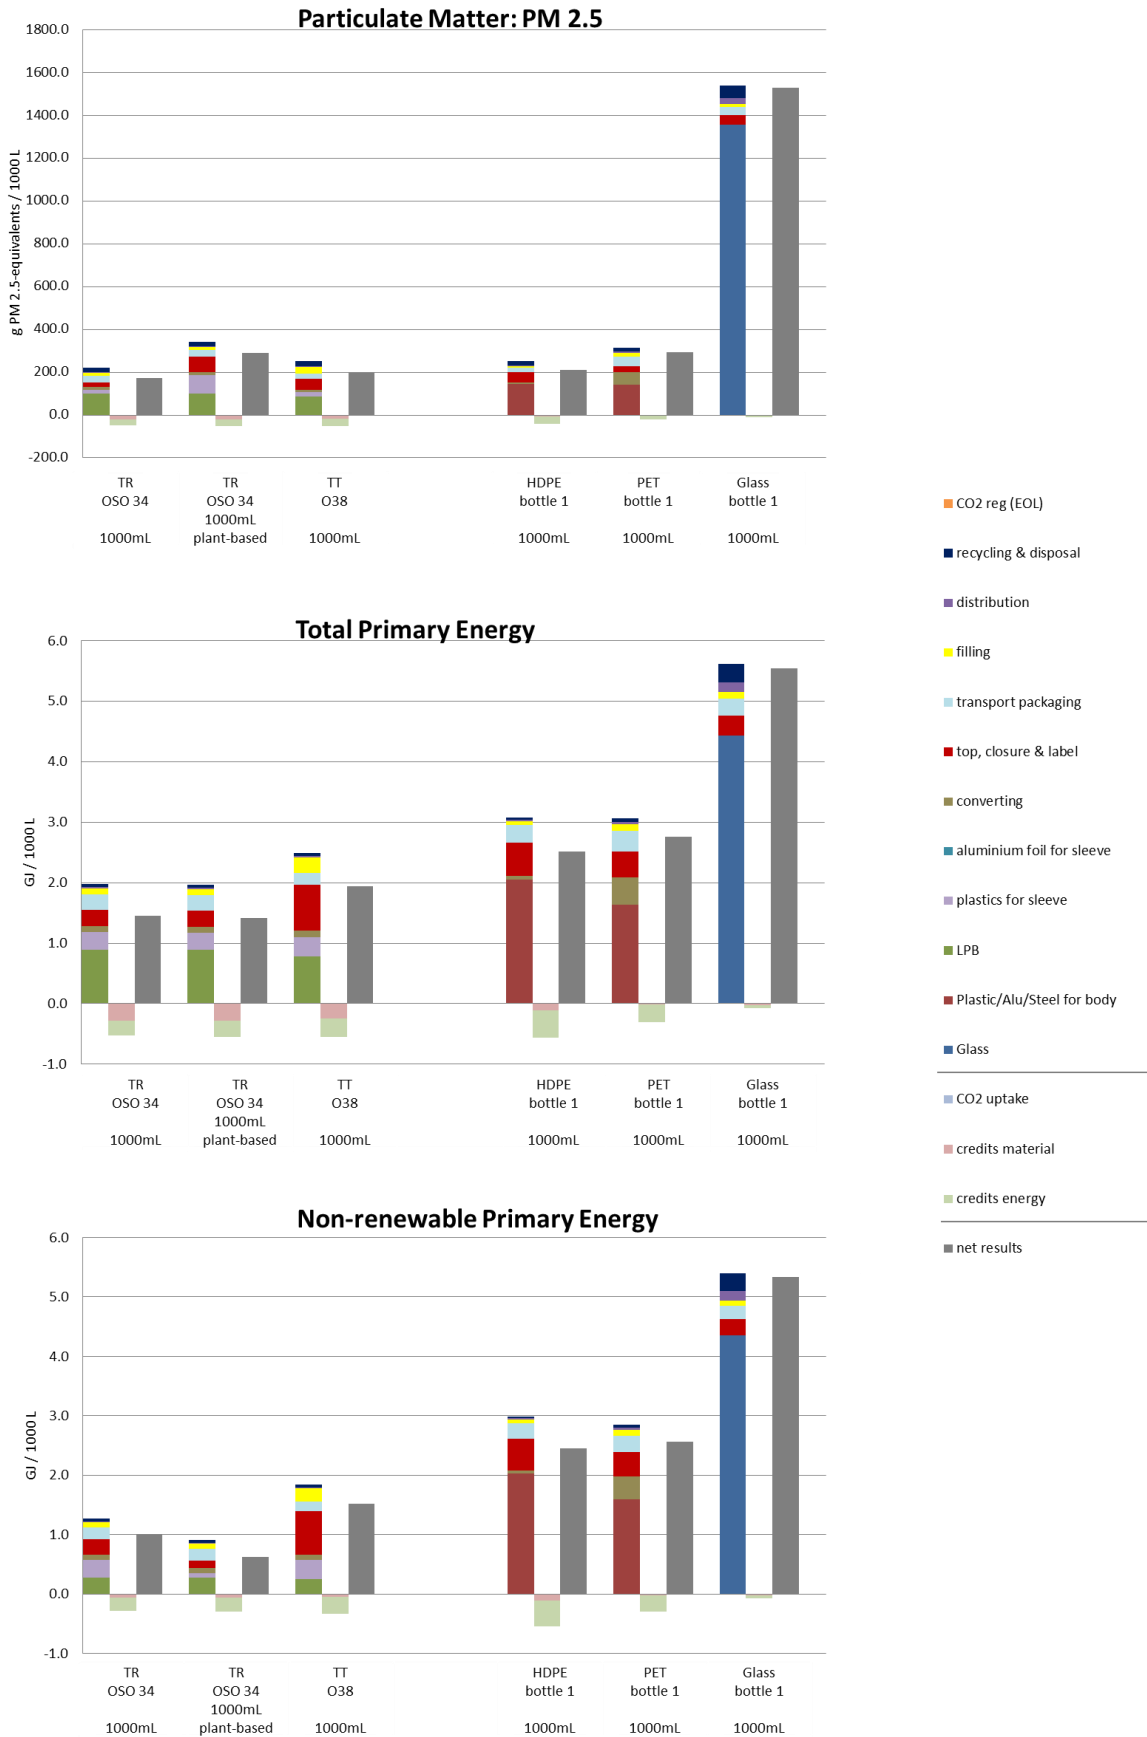 Particulate Matter: PM 2.5
1800.0
1600.0
1400.0
1200.0
1000.0
800.0
600.0
400.0
200.0
0.0
-200.0
g PM 2.5-equivalents / 1000 L
TR
OSO 34
1000mL
TR
OSO 34
1000mL
plant-based
TT
O38
1000mL
HDPE
bottle 1
1000mL
PET
bottle 1
1000mL
Glass
bottle 1
1000mL
Total Primary Energy
6.0
5.0
4.0
3.0
2.0
1.0
0.0
-1.0
GJ / 1000 L
TR
OSO 34
1000mL
TR
OSO 34
1000mL
plant-based
TT
O38
1000mL
HDPE
bottle 1
1000mL
PET
bottle 1
1000mL
Glass
bottle 1
1000mL
Non-renewable Primary Energy
6.0
5.0
4.0
3.0
2.0
1.0
0.0
-1.0
GJ / 1000 L
TR
OSO 34
1000mL
TR
OSO 34
1000mL
plant-based
TT
O38
1000mL
HDPE
bottle 1
1000mL
PET
bottle 1
1000mL
Glass
bottle 1
1000mL
CO2 reg (EOL)
recycling & disposal
distribution
filling
transport packaging
top, closure & label
converting
aluminium foil for sleeve
plastics for sleeve
LPB
Plastic/Alu/Steel for body
Glass
CO2 uptake
credits material
credits energy
net results